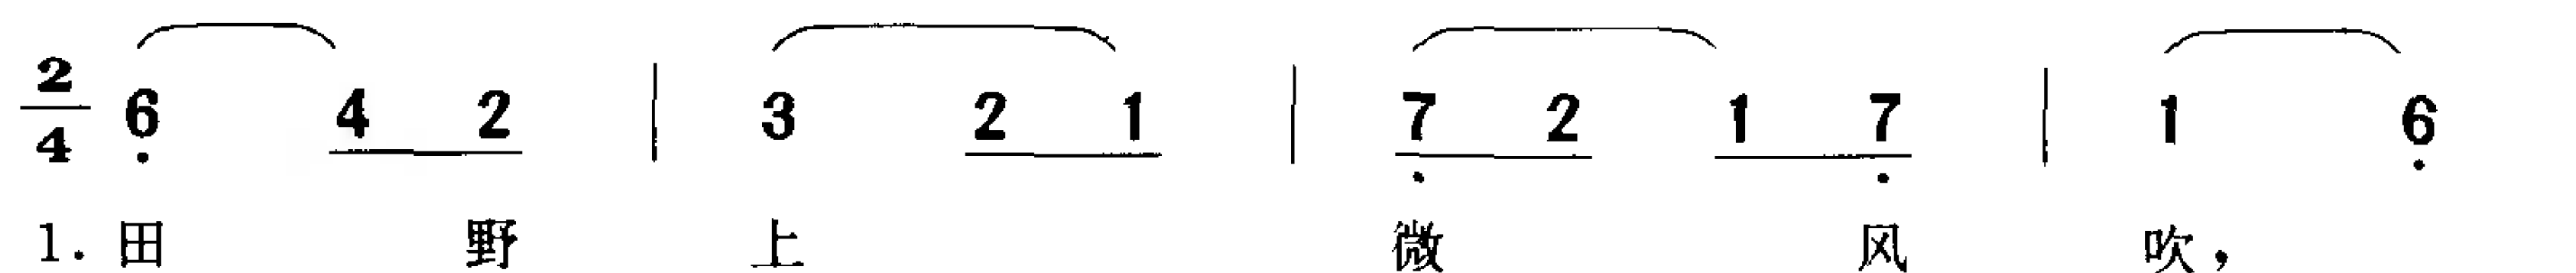 2/4 6̣ 4 2 | 3 2 1 | 7̣ 2 1 7̣ | 1 6̣
1. 田 野 上 微 风 吹，